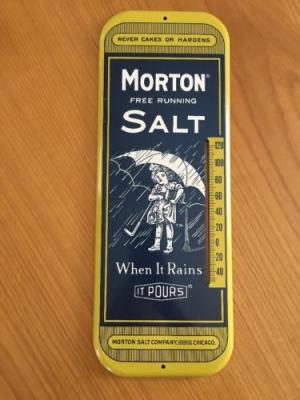 NEVER CAKES OR HARDENS
MORTON®
FREE RUNNING
SALT
120
100
80
60
40
20
0
-20
-40
When It Rains
IT POURS®
MORTON SALT COMPANY, CHICAGO.